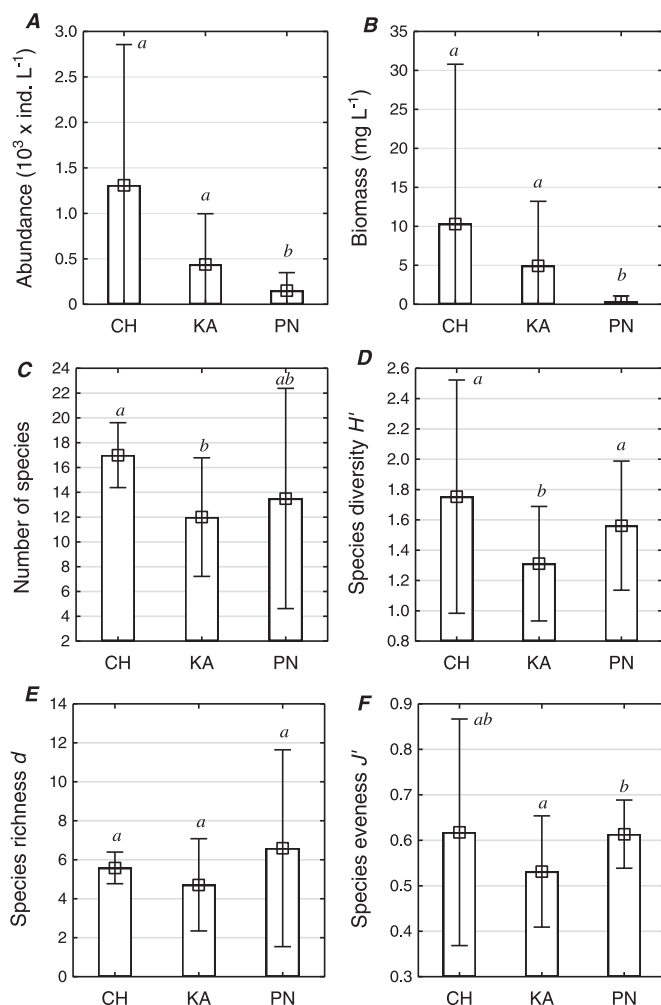 A
Abundance (10³ x ind. L⁻¹)
3.0
2.5
2.0
1.5
1.0
0.5
0
a
a
b
CH KA PN
B
Biomass (mg L⁻¹)
35
30
25
20
15
10
5
0
a
a
b
CH KA PN
C
Number of species
24
22
20
18
16
14
12
10
8
6
4
2
a
b
ab
CH KA PN
D
Species diversity H'
2.6
2.4
2.2
2.0
1.8
1.6
1.4
1.2
1.0
0.8
a
b
a
CH KA PN
E
Species richness d
14
12
10
8
6
4
2
0
a
a
a
CH KA PN
F
Species eveness J'
0.9
0.8
0.7
0.6
0.5
0.4
0.3
ab
a
b
CH KA PN